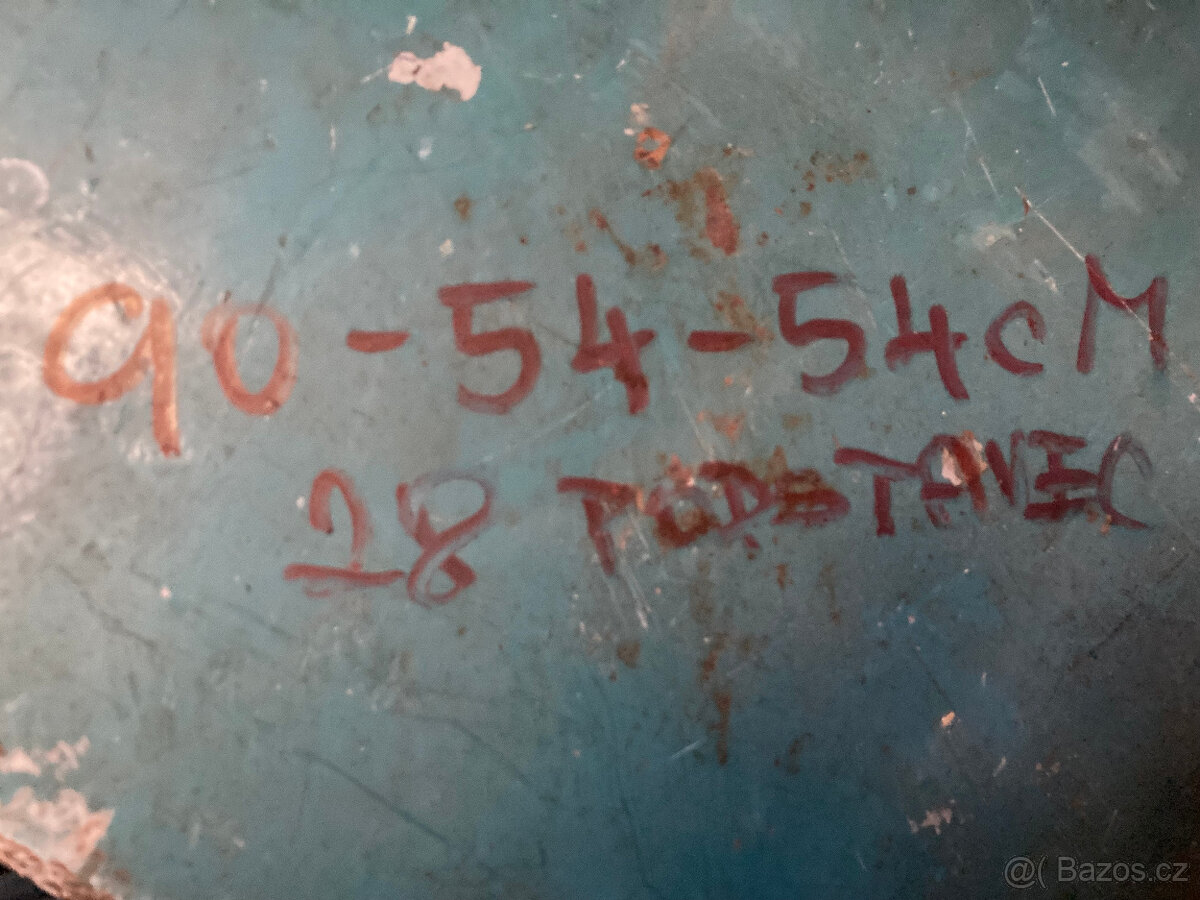 90-54-54cM
28 PODSTAVEC
@( Bazos.cz